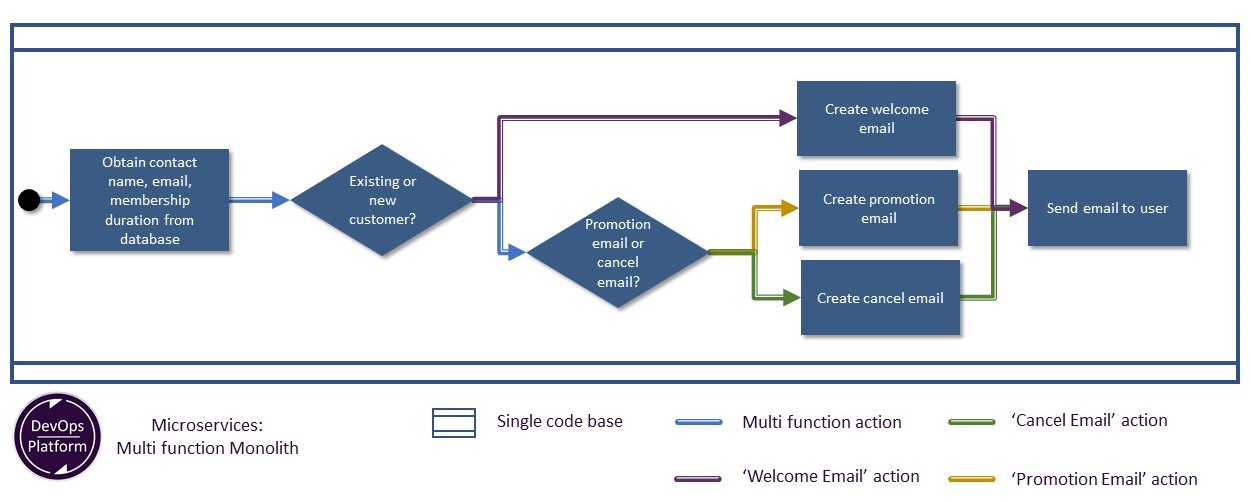 Obtain contact
name, email,
membership
duration from
database
Existing or
new
customer?
Promotion
email or
cancel
email?
Create welcome
email
Create promotion
email
Create cancel email
Send email to user
DevOps
Platform
Microservices:
Multi function Monolith
Single code base
Multi function action
‘Cancel Email’ action
‘Welcome Email’ action
‘Promotion Email’ action